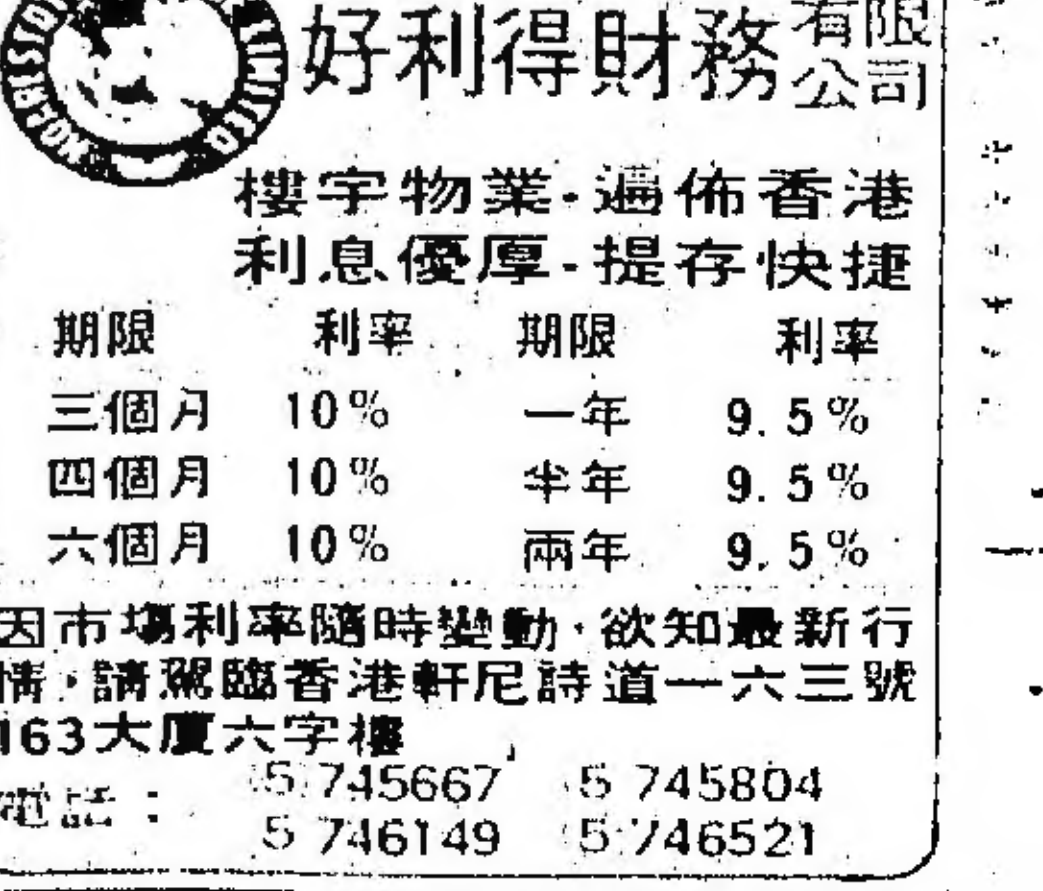 好利得財務有限公司
樓宇物業·遍佈香港
利息優厚·提存快捷
期限 利率 期限 利率
三個月 10% 一年 9.5%
四個月 10% 半年 9.5%
六個月 10% 兩年 9.5%
因市場利率隨時變動·欲知最新行
情·請駕臨香港軒尼詩道一六三號
163大廈六字樓
電話： 5 745667 5 745804
5 746149 5 746521